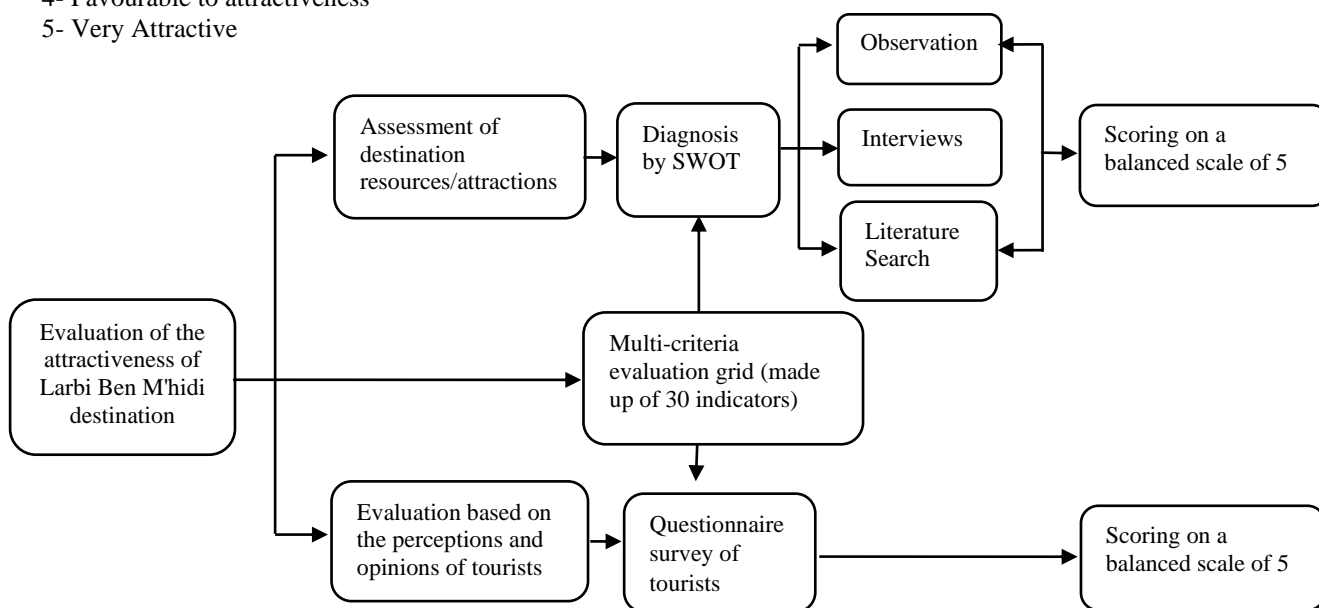 4- Favourable to attractiveness
5- Very Attractive
Observation
Assessment of
destination
resources/attractions
Diagnosis
by SWOT
Interviews
Scoring on a
balanced scale of 5
Literature
Search
Evaluation of the
attractiveness of
Larbi Ben M'hidi
destination
Multi-criteria
evaluation grid (made
up of 30 indicators)
Evaluation based on
the perceptions and
opinions of tourists
Questionnaire
survey of
tourists
Scoring on a
balanced scale of 5